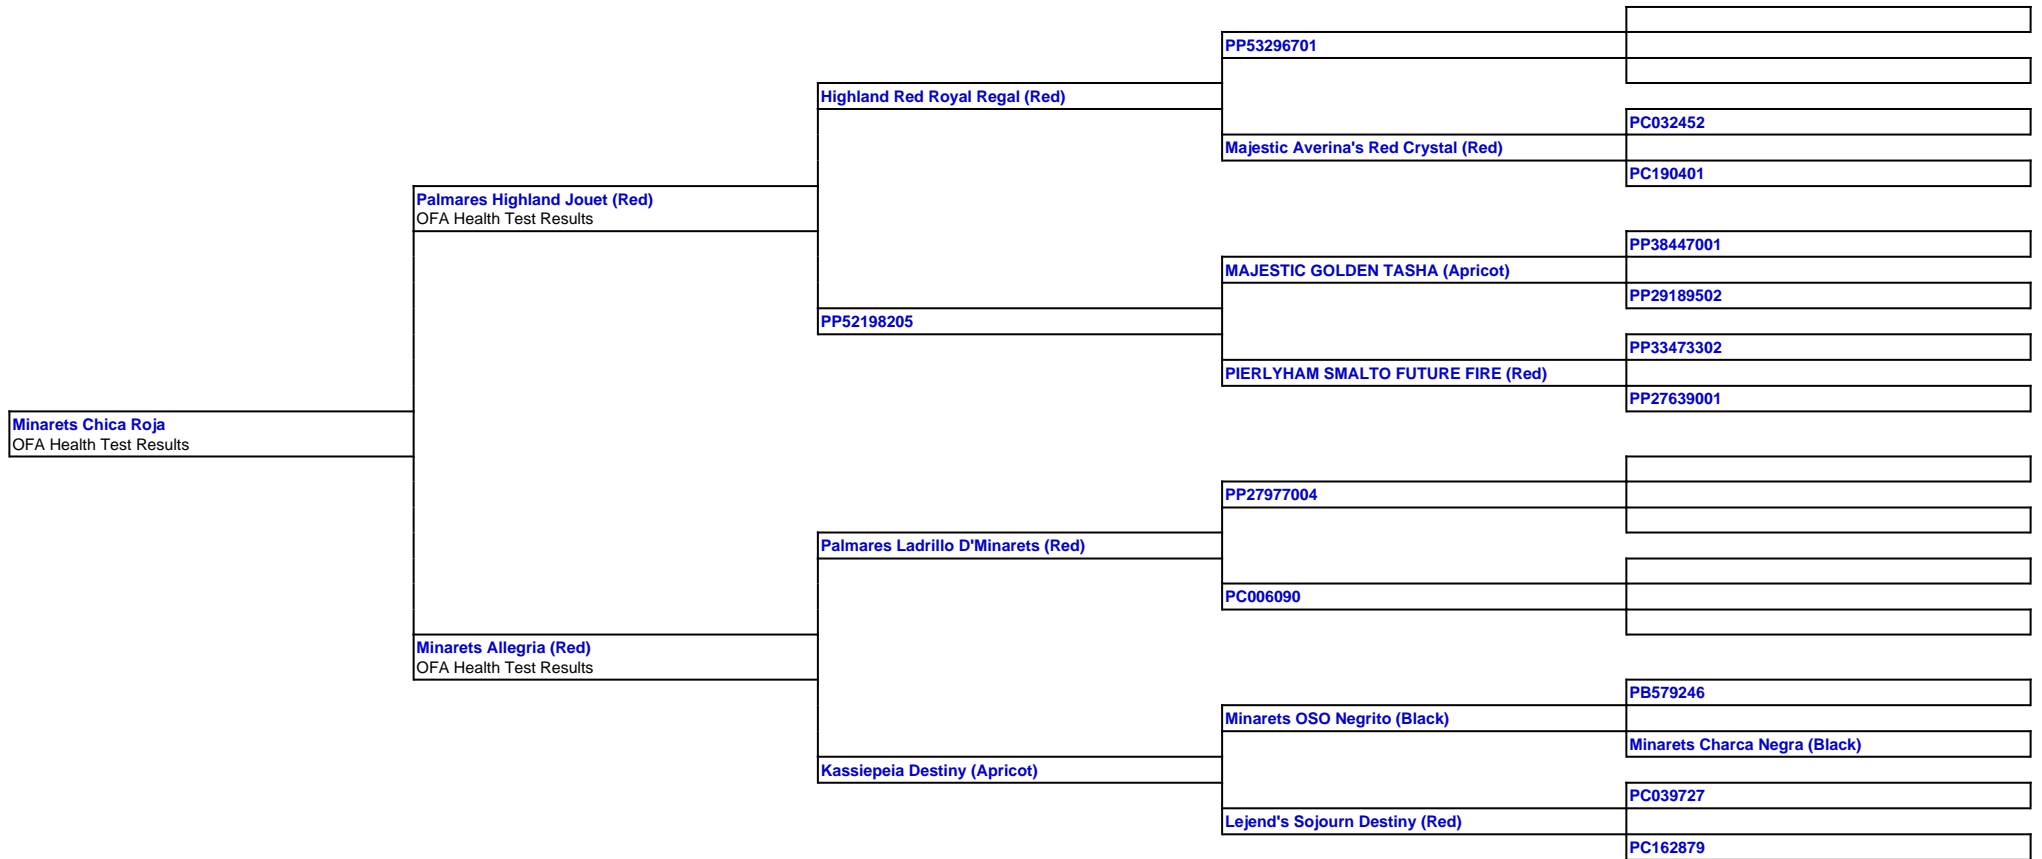 PP53296701
Highland Red Royal Regal (Red)
PC032452
Majestic Averina's Red Crystal (Red)
PC190401
Palmares Highland Jouet (Red)
OFA Health Test Results
PP38447001
MAJESTIC GOLDEN TASHA (Apricot)
PP29189502
PP52198205
PP33473302
PIERLYHAM SMALTO FUTURE FIRE (Red)
PP27639001
Minarets Chica Roja
OFA Health Test Results
PP27977004
Palmares Ladrillo D'Minarets (Red)
PC006090
Minarets Allegria (Red)
OFA Health Test Results
PB579246
Minarets OSO Negrito (Black)
Minarets Charca Negra (Black)
Kassiepeia Destiny (Apricot)
PC039727
Lejend's Sojourn Destiny (Red)
PC162879